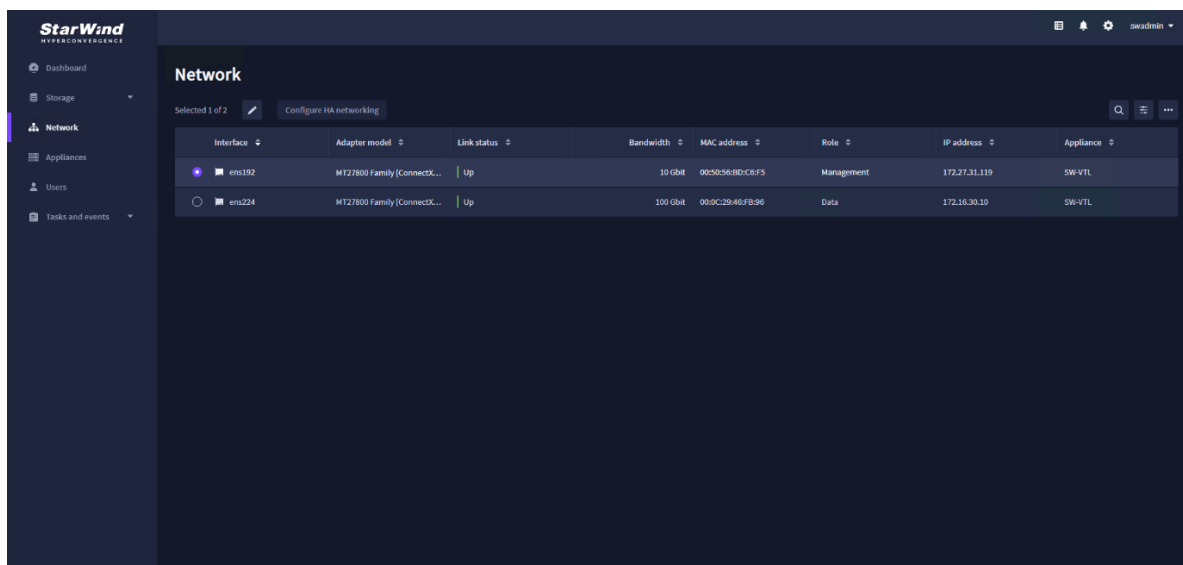 StarWind
HYPERCONVERGENCE
swadmin
Dashboard
Storage
Network
Appliances
Users
Tasks and events
Network
Selected 1 of 2 Configure HA networking
Interface Adapter model Link status Bandwidth MAC address Role IP address Appliance
ens192 MT27800 Family [ConnectX... Up 10 Gbit 00:50:56:BD:C6:F5 Management 172.27.31.119 SW-VTL
ens224 MT27800 Family [ConnectX... Up 100 Gbit 00:0C:29:46:FB:96 Data 172.16.30.10 SW-VTL